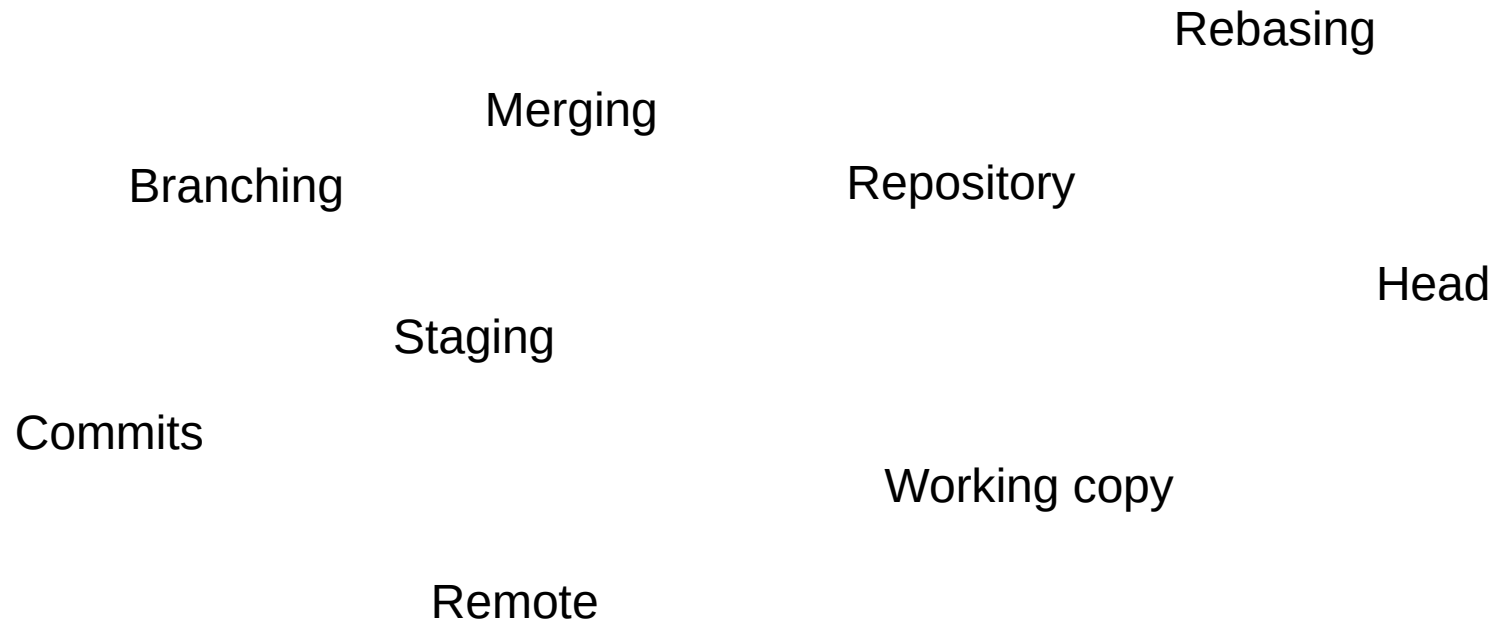 Rebasing
Merging
Branching
Repository
Head
Staging
Commits
Working copy
Remote